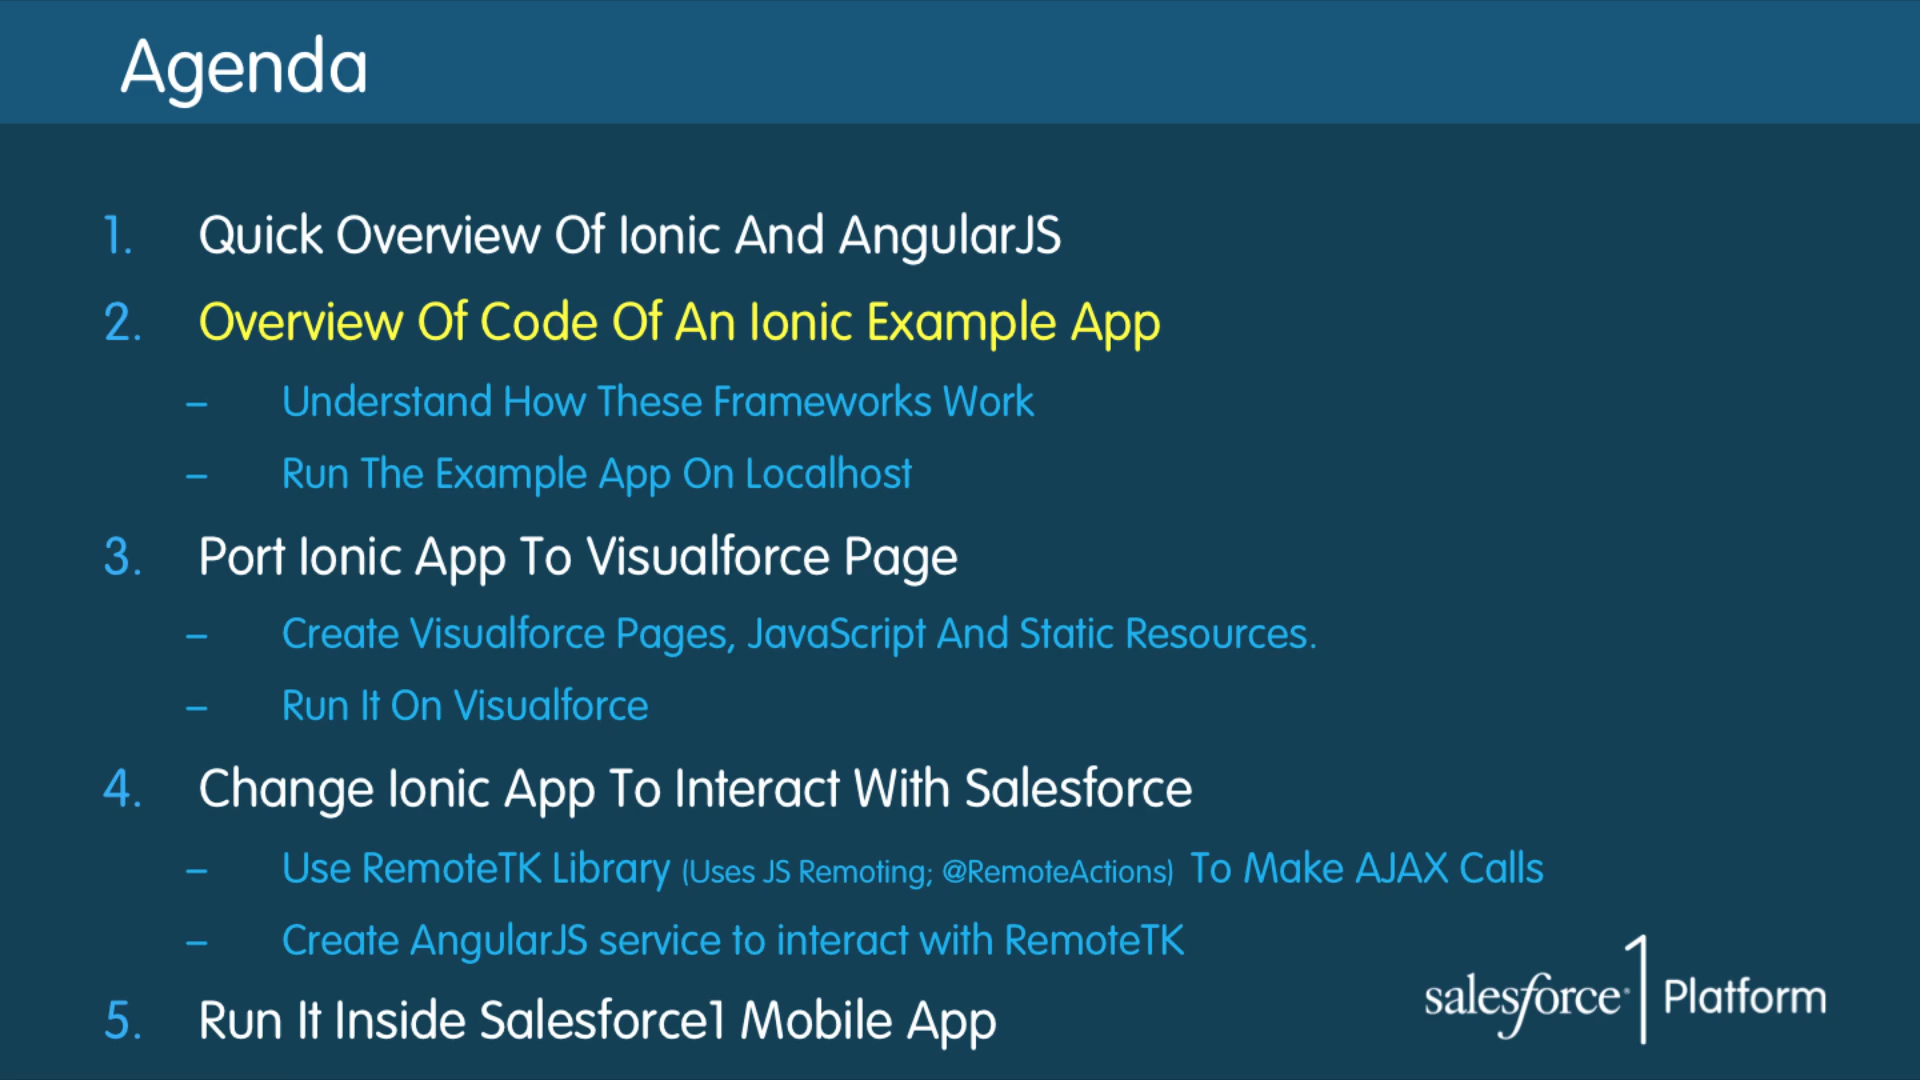 Agenda
1. Quick Overview Of Ionic And AngularJS
2. Overview Of Code Of An Ionic Example App
– Understand How These Frameworks Work
– Run The Example App On Localhost
3. Port Ionic App To Visualforce Page
– Create Visualforce Pages, JavaScript And Static Resources.
– Run It On Visualforce
4. Change Ionic App To Interact With Salesforce
– Use RemoteTK Library (Uses JS Remoting; @RemoteActions) To Make AJAX Calls
– Create AngularJS service to interact with RemoteTK
5. Run It Inside Salesforce1 Mobile App
salesforce1 Platform